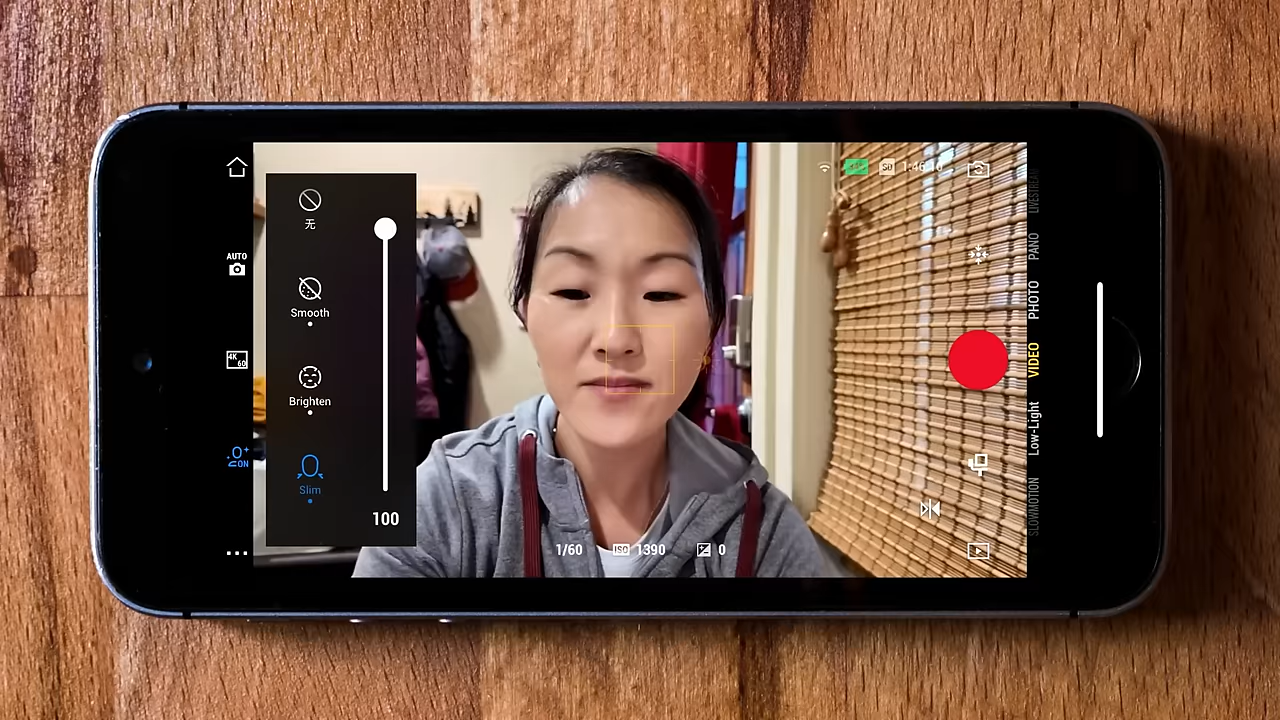 AUTO
4K
60
ON
无
Smooth
Brighten
Slim
100
1/60
ISO 1390
0
SD
LIVESTREAM
PANO
PHOTO
VIDEO
Low-Light
SLOWMOTION